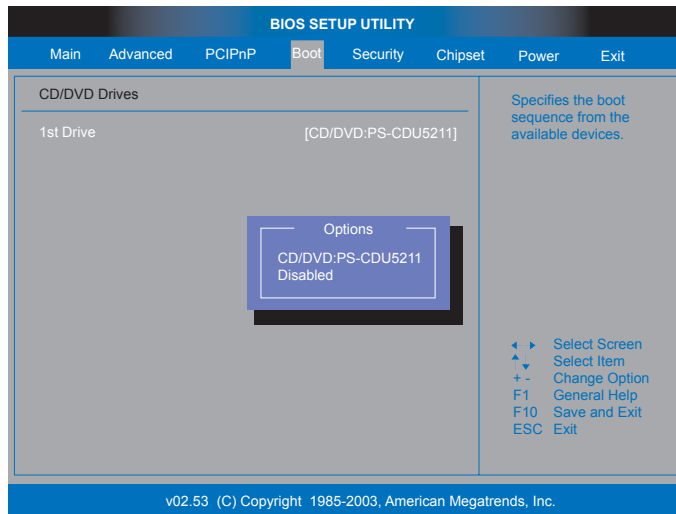 BIOS SETUP UTILITY
Main Advanced PCIPnP Boot Security Chipset Power Exit
CD/DVD Drives
1st Drive [CD/DVD:PS-CDU5211]
Options
CD/DVD:PS-CDU5211
Disabled
Specifies the boot
sequence from the
available devices.
Select Screen
Select Item
+ - Change Option
F1 General Help
F10 Save and Exit
ESC Exit
v02.53 (C) Copyright 1985-2003, American Megatrends, Inc.